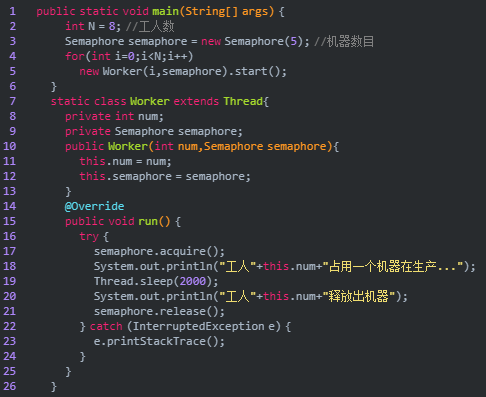 1 public static void main(String[] args) {
2 int N = 8; //工人数
3 Semaphore semaphore = new Semaphore(5); //机器数目
4 for(int i=0;i<N;i++)
5 new Worker(i,semaphore).start();
6 }
7 static class Worker extends Thread{
8 private int num;
9 private Semaphore semaphore;
10 public Worker(int num,Semaphore semaphore){
11 this.num = num;
12 this.semaphore = semaphore;
13 }
14 @Override
15 public void run() {
16 try {
17 semaphore.acquire();
18 System.out.println("工人"+this.num+"占用一个机器在生产...");
19 Thread.sleep(2000);
20 System.out.println("工人"+this.num+"释放出机器");
21 semaphore.release();
22 } catch (InterruptedException e) {
23 e.printStackTrace();
24 }
25 }
26 }